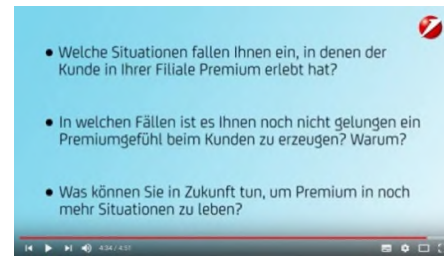 • Welche Situationen fallen Ihnen ein, in denen der
Kunde in Ihrer Filiale Premium erlebt hat?
• In welchen Fällen ist es Ihnen noch nicht gelungen ein
Premiumgefühl beim Kunden zu erzeugen? Warum?
• Was können Sie in Zukunft tun, um Premium in noch
mehr Situationen zu leben?
4:34 / 4:51